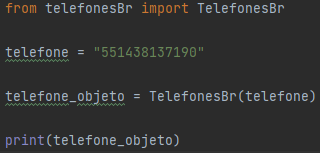 from telefonesBr import TelefonesBr
telefone = "551438137190"
telefone_objeto = TelefonesBr(telefone)
print(telefone_objeto)